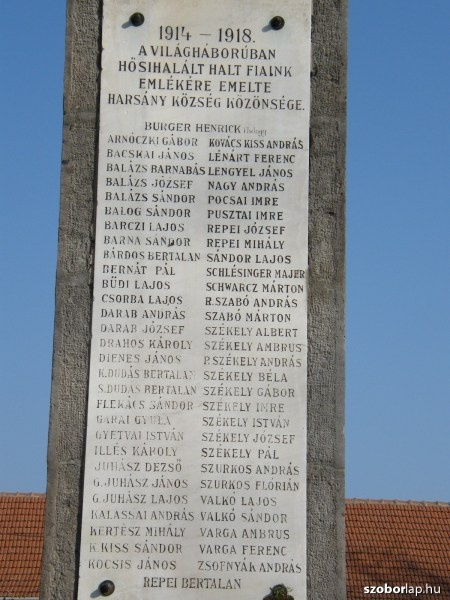 1914 – 1918.
A VILÁGHÁBORÚBAN
HŐSIHALÁLT HALT FIAINK
EMLÉKÉRE EMELTE
HARSÁNY KÖZSÉG KÖZÖNSÉGE.
BURGER HENRICK
ARNÓCZKI GÁBOR KOVÁCS KISS ANDRÁS
BACSKAI JÁNOS LÉNÁRT FERENC
BALÁZS BARNABÁS LENGYEL JÁNOS
BALÁZS JÓZSEF NAGY ANDRÁS
BALÁZS SÁNDOR POCSAI IMRE
BALOG SÁNDOR PUSZTAI IMRE
BARCZI LAJOS REPEI JÓZSEF
BARNA SÁNDOR REPEI MIHÁLY
BÁRDOS BERTALAN SÁNDOR LAJOS
BERNÁT PÁL SCHLÉSINGER MAJER
BÜDI LAJOS SCHWARCZ MÁRTON
CSORBA LAJOS R.SZABÓ ANDRÁS
DARAB ANDRÁS SZABÓ MÁRTON
DARAB JÓZSEF SZÉKELY ALBERT
DRAHOS KÁROLY SZÉKELY AMBRUS
DIENES JÁNOS P.SZÉKELY ANDRÁS
K.DUDÁS BERTALAN SZÉKELY BÉLA
S.DUDÁS BERTALAN SZÉKELY GÁBOR
FLEKÁCS SÁNDOR SZÉKELY IMRE
GARAI GYULA SZÉKELY ISTVÁN
GYETVAI ISTVÁN SZÉKELY JÓZSEF
ILLÉS KÁROLY SZÉKELY PÁL
JUHÁSZ DEZSŐ SZURKOS ANDRÁS
G.JUHÁSZ JÁNOS SZURKOS FLÓRIÁN
G.JUHÁSZ LAJOS VALKÓ LAJOS
KALASSAI ANDRÁS VALKÓ SÁNDOR
KERTÉSZ MIHÁLY VARGA AMBRUS
K.KISS SÁNDOR VARGA FERENC
KOCSIS JÁNOS ZSOFNYÁK ANDRÁS
REPEI BERTALAN
szoborlap.hu